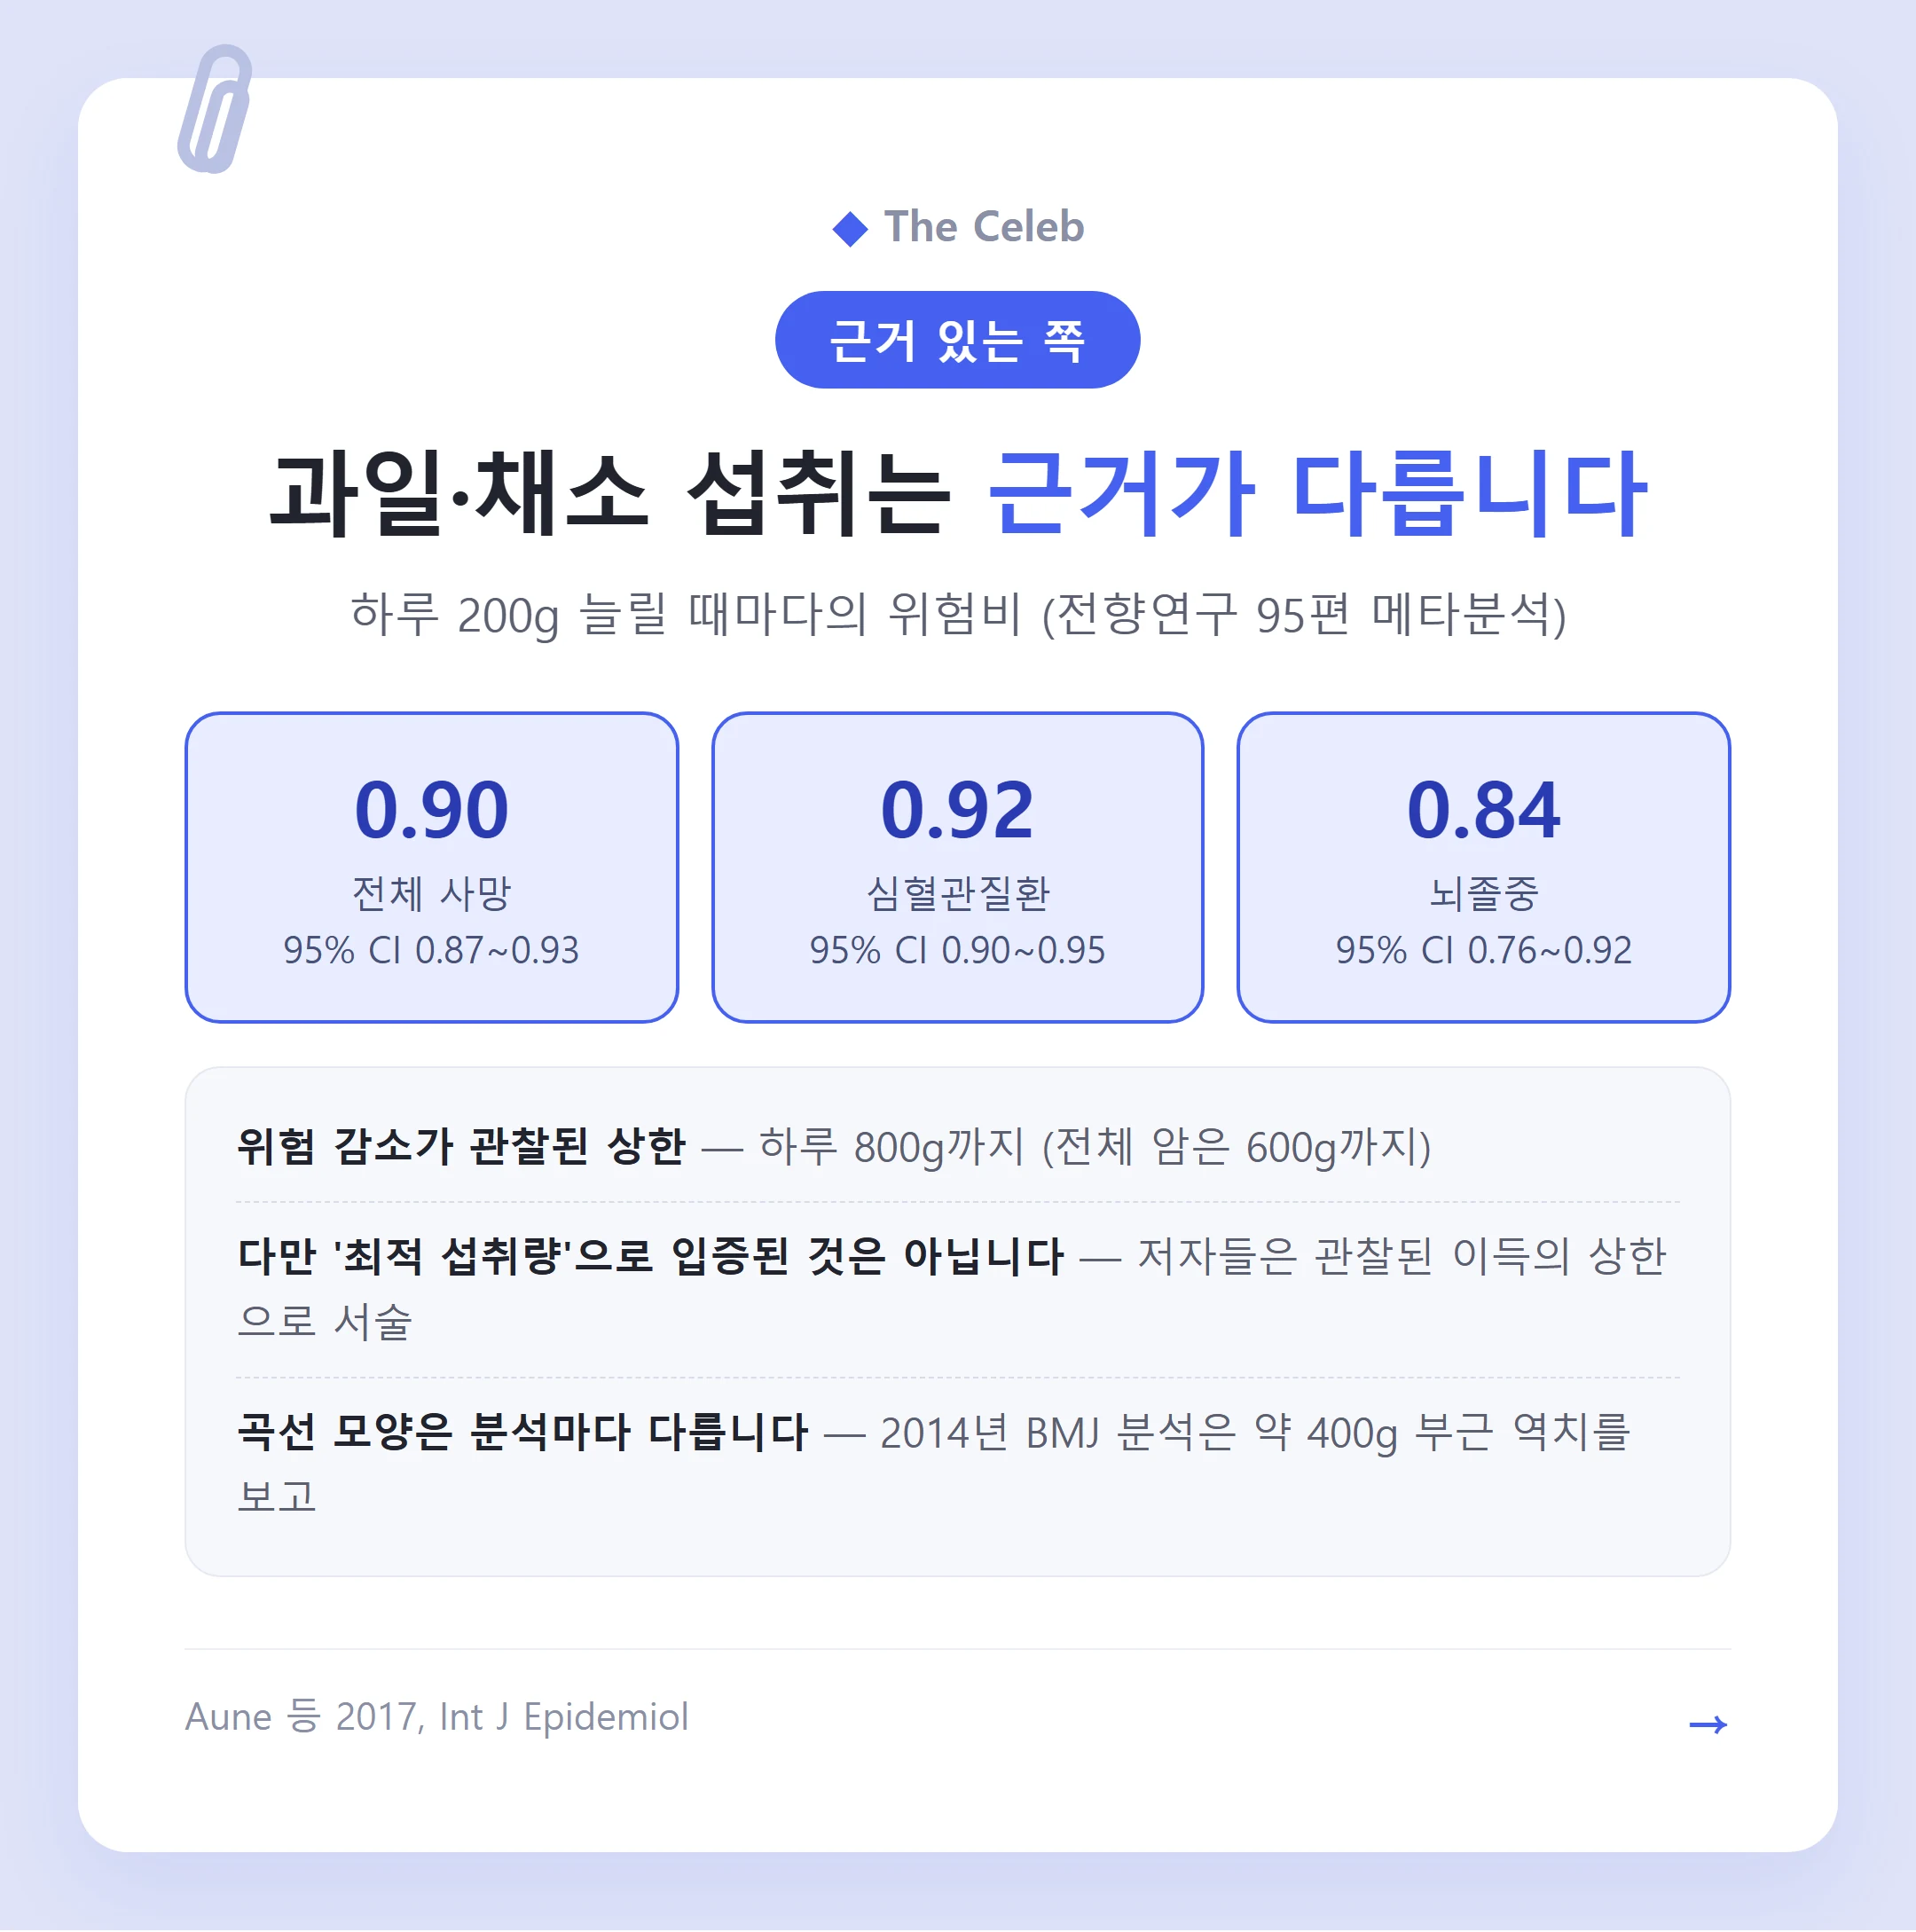 ◆ The Celeb
근거 있는 쪽
과일·채소 섭취는 근거가 다릅니다
하루 200g 늘릴 때마다의 위험비 (전향연구 95편 메타분석)
0.90
전체 사망
95% CI 0.87~0.93
0.92
심혈관질환
95% CI 0.90~0.95
0.84
뇌졸중
95% CI 0.76~0.92
위험 감소가 관찰된 상한 — 하루 800g까지 (전체 암은 600g까지)
다만 '최적 섭취량'으로 입증된 것은 아닙니다 — 저자들은 관찰된 이득의 상한
으로 서술
곡선 모양은 분석마다 다릅니다 — 2014년 BMJ 분석은 약 400g 부근 역치를
보고
Aune 등 2017, Int J Epidemiol
→